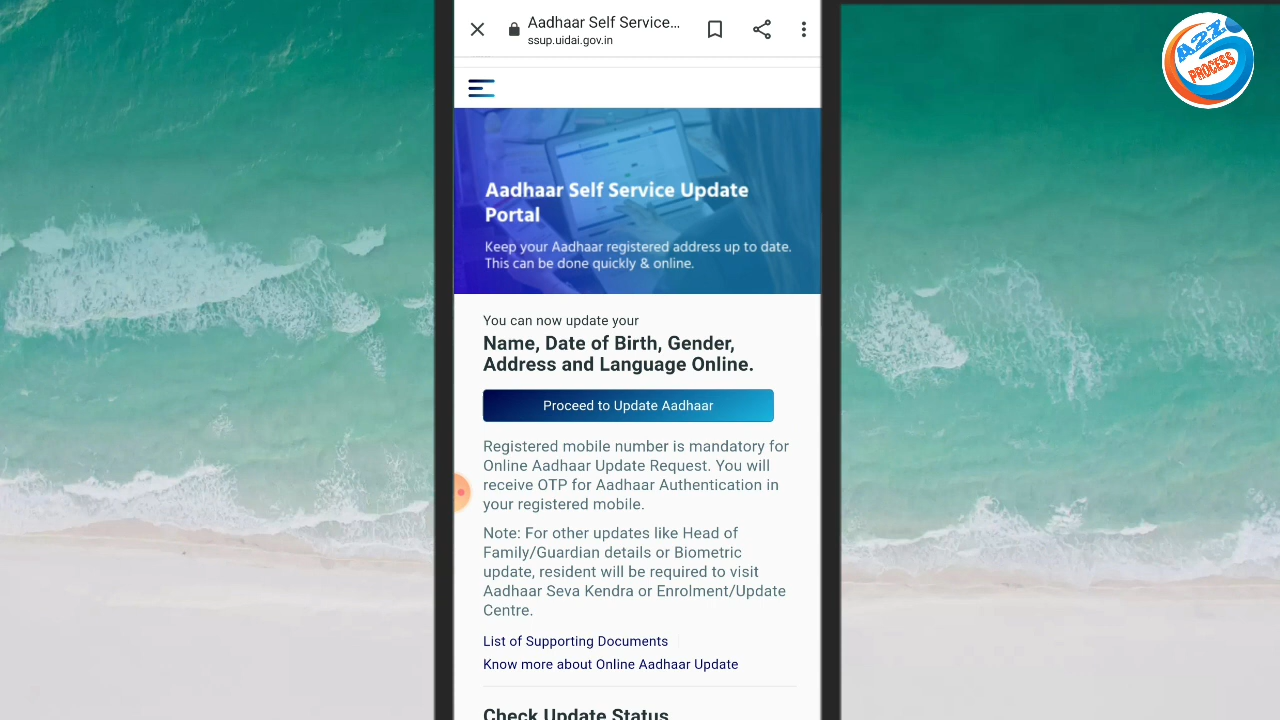 Aadhaar Self Service...
ssup.uidai.gov.in
A2Z
PROCESS
Aadhaar Self Service Update
Portal
Keep your Aadhaar registered address up to date.
This can be done quickly & online.
You can now update your
Name, Date of Birth, Gender,
Address and Language Online.
Proceed to Update Aadhaar
Registered mobile number is mandatory for
Online Aadhaar Update Request. You will
receive OTP for Aadhaar Authentication in
your registered mobile.
Note: For other updates like Head of
Family/Guardian details or Biometric
update, resident will be required to visit
Aadhaar Seva Kendra or Enrolment/Update
Centre.
List of Supporting Documents
Know more about Online Aadhaar Update
Check Update Status